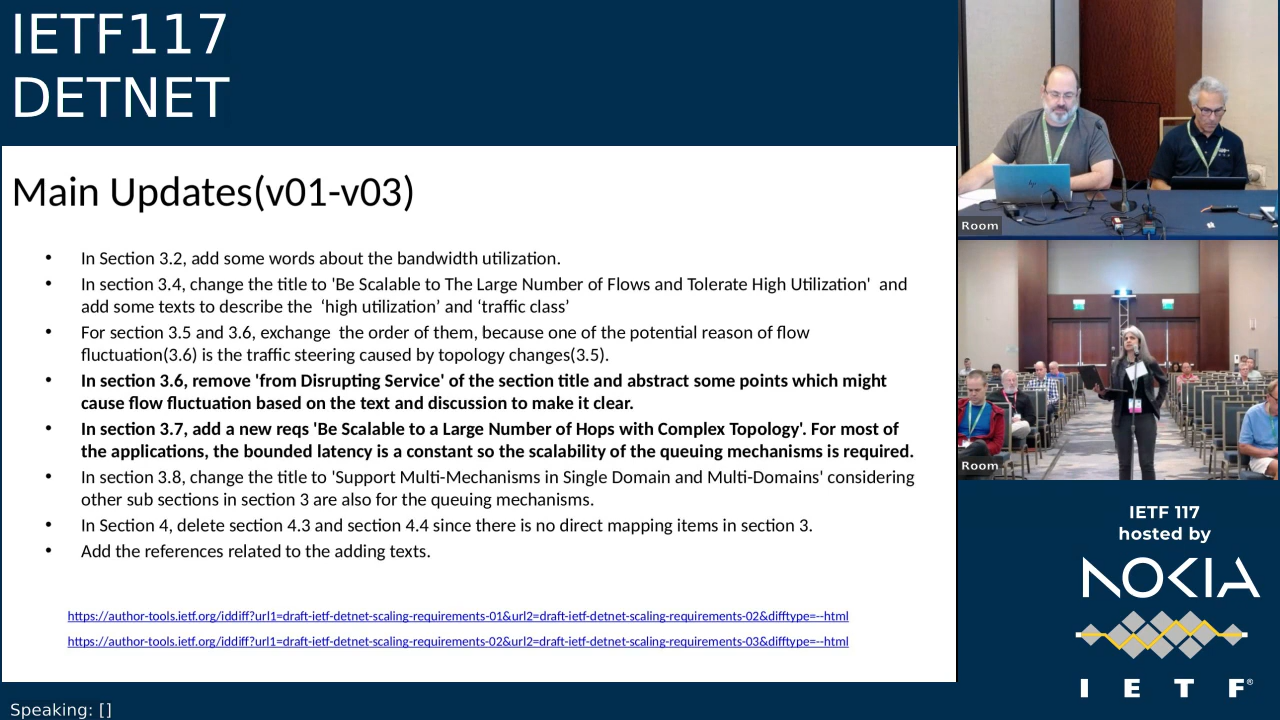 IETF117
DETNET
Main Updates(v01-v03)
• In Section 3.2, add some words about the bandwidth utilization.
• In section 3.4, change the title to 'Be Scalable to The Large Number of Flows and Tolerate High Utilization' and
add some texts to describe the ‘high utilization’ and ‘traffic class’
• For section 3.5 and 3.6, exchange the order of them, because one of the potential reason of flow
fluctuation(3.6) is the traffic steering caused by topology changes(3.5).
• In section 3.6, remove 'from Disrupting Service' of the section title and abstract some points which might
cause flow fluctuation based on the text and discussion to make it clear.
• In section 3.7, add a new reqs 'Be Scalable to a Large Number of Hops with Complex Topology'. For most of
the applications, the bounded latency is a constant so the scalability of the queuing mechanisms is required.
• In section 3.8, change the title to 'Support Multi-Mechanisms in Single Domain and Multi-Domains' considering
other sub sections in section 3 are also for the queuing mechanisms.
• In Section 4, delete section 4.3 and section 4.4 since there is no direct mapping items in section 3.
• Add the references related to the adding texts.
https://author-tools.ietf.org/iddiff?url1=draft-ietf-detnet-scaling-requirements-01&url2=draft-ietf-detnet-scaling-requirements-02&difftype=--html
https://author-tools.ietf.org/iddiff?url1=draft-ietf-detnet-scaling-requirements-02&url2=draft-ietf-detnet-scaling-requirements-03&difftype=--html
Speaking: []
Room
Room
IETF 117
hosted by
NOKIA
I E T F®